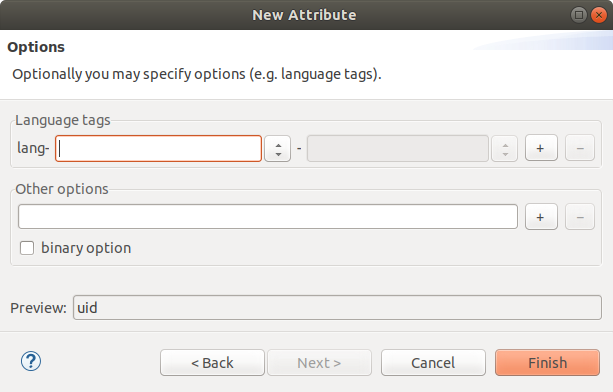 New Attribute
Options
Optionally you may specify options (e.g. language tags).
Language tags
lang- - + −
Other options
+ −
binary option
Preview: uid
? < Back Next > Cancel Finish